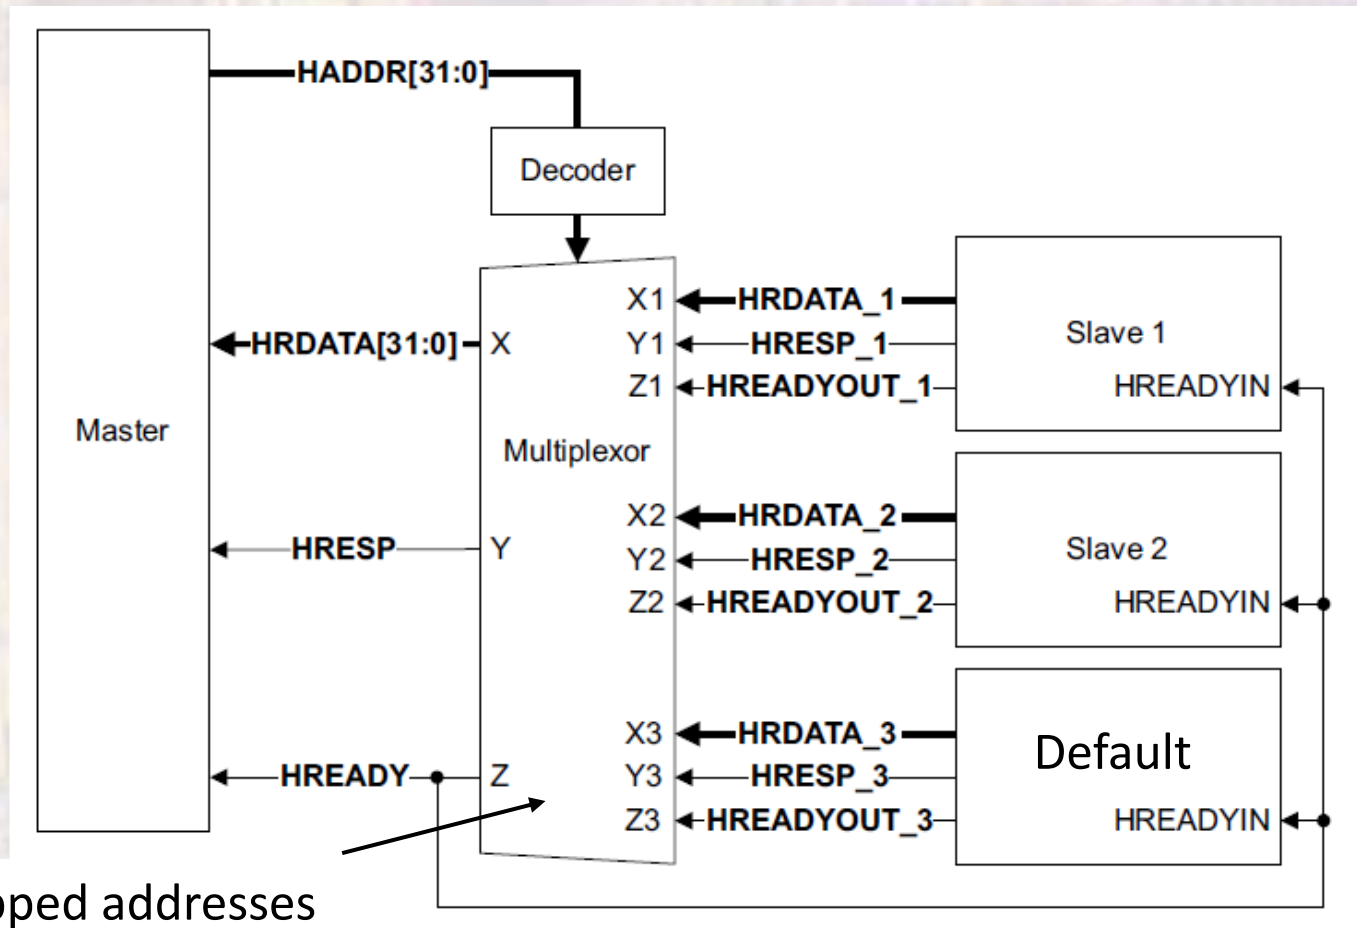 HADDR[31:0]
Decoder
Master
HRDATA[31:0]
HRESP
HREADY
X
Y
Z
Multiplexor
X1
Y1
Z1
X2
Y2
Z2
X3
Y3
Z3
HRDATA_1
HRESP_1
HREADYOUT_1
HRDATA_2
HRESP_2
HREADYOUT_2
HRDATA_3
HRESP_3
HREADYOUT_3
Slave 1
HREADYIN
Slave 2
HREADYIN
Default
HREADYIN
addresses